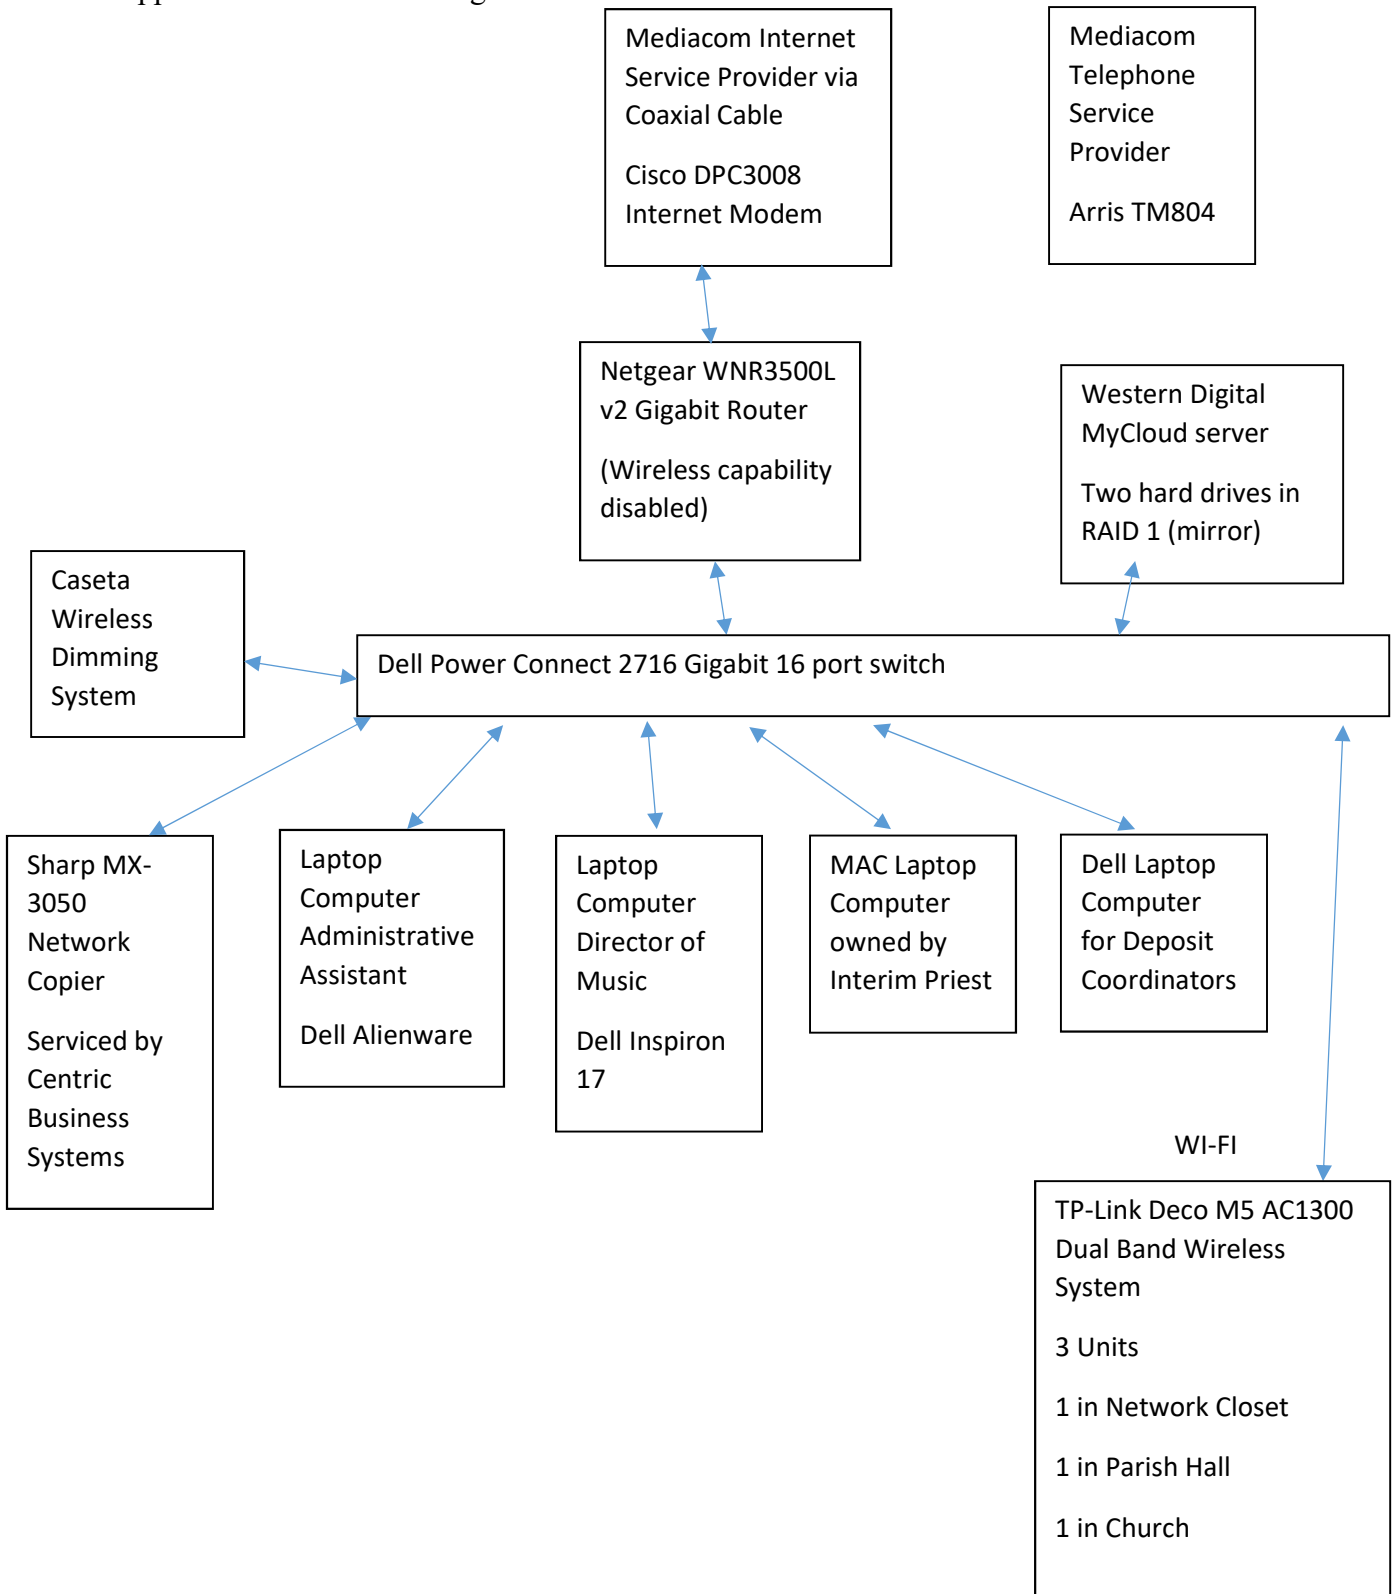 Mediacom Internet
Service Provider via
Coaxial Cable
Cisco DPC3008
Internet Modem
Mediacom
Telephone
Service
Provider
Arris TM804
Netgear WNR3500L
v2 Gigabit Router
(Wireless capability
disabled)
Western Digital
MyCloud server
Two hard drives in
RAID 1 (mirror)
Caseta
Wireless
Dimming
System
Dell Power Connect 2716 Gigabit 16 port switch
Sharp MX-
3050
Network
Copier
Serviced by
Centric
Business
Systems
Laptop
Computer
Administrative
Assistant
Dell Alienware
Laptop
Computer
Director of
Music
Dell Inspiron
17
MAC Laptop
Computer
owned by
Interim Priest
Dell Laptop
Computer
for Deposit
Coordinators
WI-FI
TP-Link Deco M5 AC1300
Dual Band Wireless
System
3 Units
1 in Network Closet
1 in Parish Hall
1 in Church